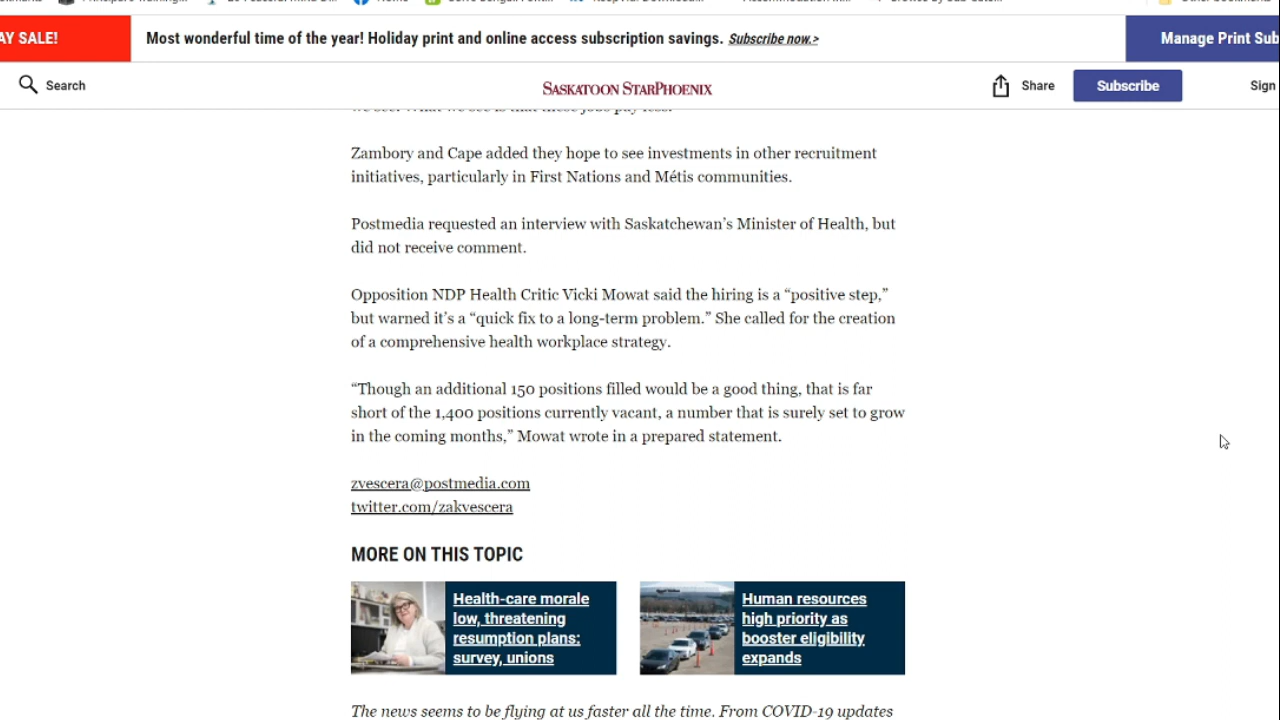 AY SALE!
Most wonderful time of the year! Holiday print and online access subscription savings. Subscribe now.>
Manage Print Sub
Search
SASKATOON STARPHOENIX
Share
Subscribe
Sign
Zambory and Cape added they hope to see investments in other recruitment
initiatives, particularly in First Nations and Métis communities.
Postmedia requested an interview with Saskatchewan’s Minister of Health, but
did not receive comment.
Opposition NDP Health Critic Vicki Mowat said the hiring is a “positive step,”
but warned it’s a “quick fix to a long-term problem.” She called for the creation
of a comprehensive health workplace strategy.
“Though an additional 150 positions filled would be a good thing, that is far
short of the 1,400 positions currently vacant, a number that is surely set to grow
in the coming months,” Mowat wrote in a prepared statement.
zvescera@postmedia.com
twitter.com/zakvescera
MORE ON THIS TOPIC
Health-care morale
low, threatening
resumption plans:
survey, unions
Human resources
high priority as
booster eligibility
expands
The news seems to be flying at us faster all the time. From COVID-19 updates